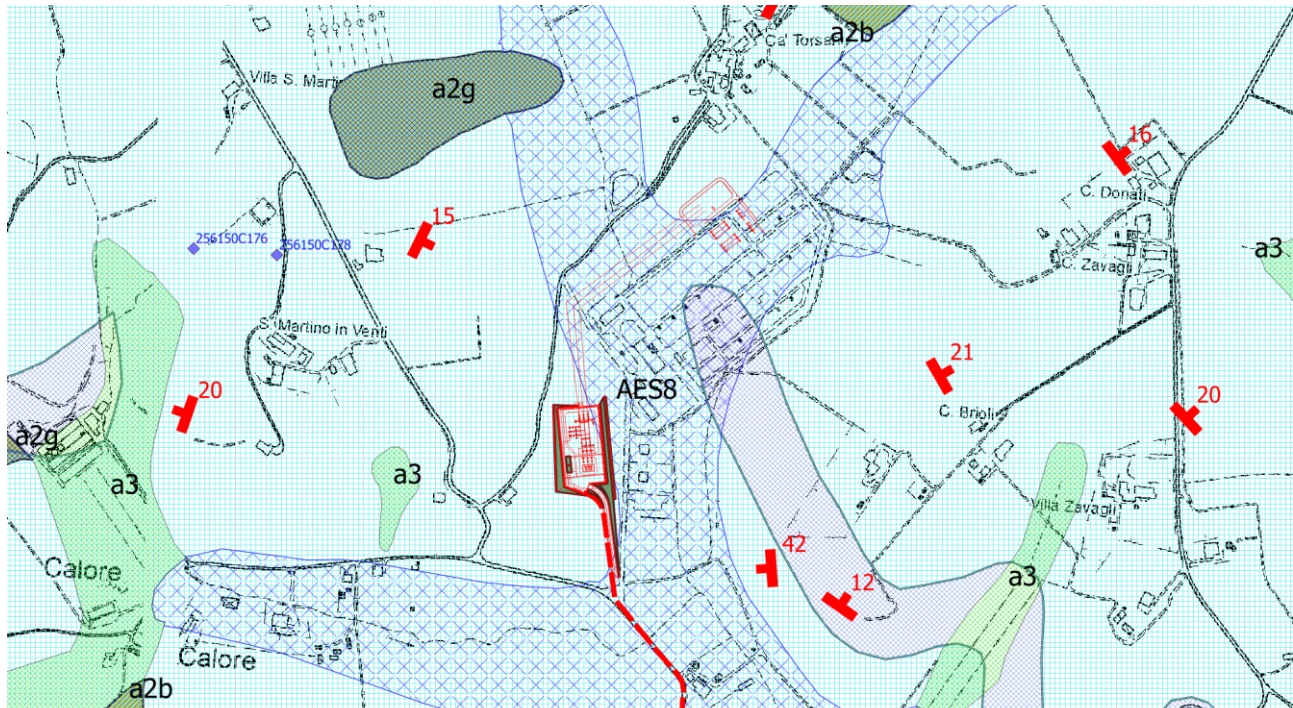 a2b
Ca' Torsani
Villa S. Marti
a2g
16
C. Donati
15
256150C176
256150C178
C. Zavagli
a3
S. Martino in Venti
21
20
AES8
C. Brioli
20
a2g
a3
a3
Villa Zavagli
42
Calore
12
a3
Calore
a2b